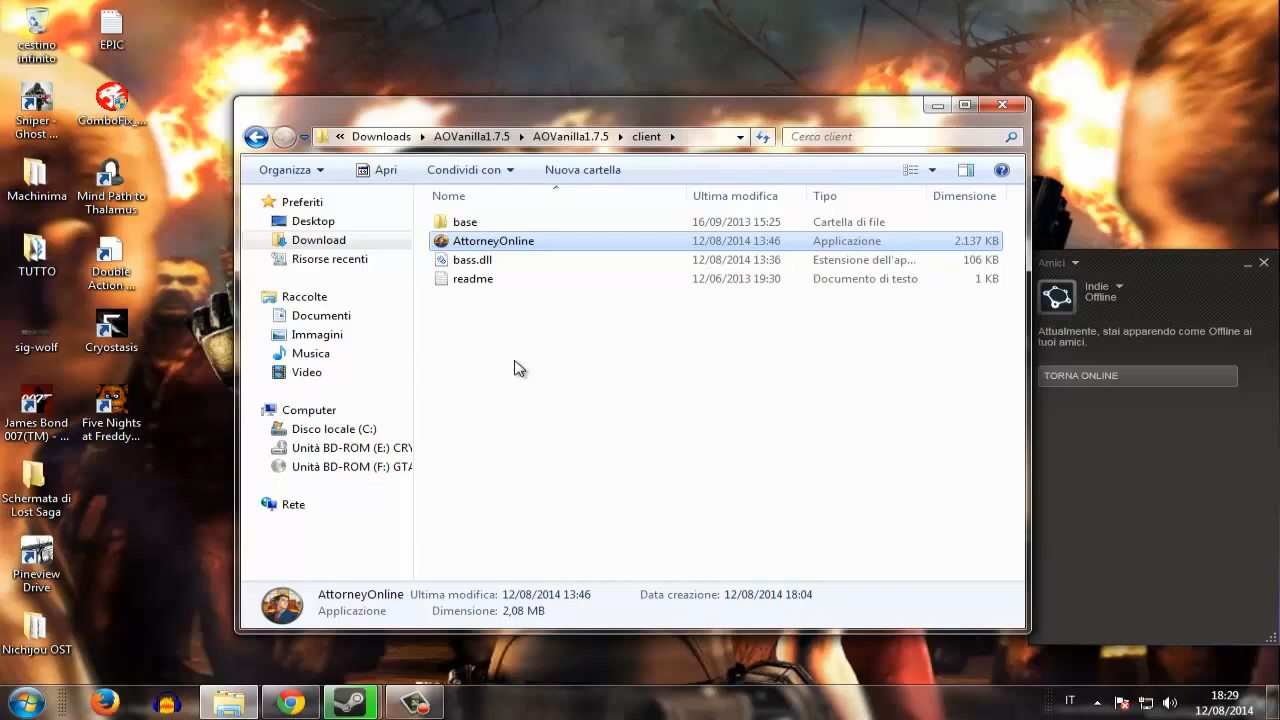 cestino
infinito
EPIC
Sniper -
Ghost ...
ComboFix_...
Machinima
Mind Path to
Thalamus
TUTTO
Double
Action ...
sig-wolf
Cryostasis
James Bond
007(TM) - ...
Five Nights
at Freddy...
Schermata di
Lost Saga
Pineview
Drive
Nichijou OST
« Downloads ▸ AOVanilla1.7.5 ▸ AOVanilla1.7.5 ▸ client ▸
Cerca client
Organizza Apri Condividi con Nuova cartella
Preferiti
Desktop
Download
Risorse recenti
Raccolte
Documenti
Immagini
Musica
Video
Computer
Disco locale (C:)
Unità BD-ROM (E:) CRY
Unità BD-ROM (F:) GTA
Rete
Nome Ultima modifica Tipo Dimensione
base 16/09/2013 15:25 Cartella di file
AttorneyOnline 12/08/2014 13:46 Applicazione 2.137 KB
bass.dll 12/08/2014 13:36 Estensione dell'ap... 106 KB
readme 12/06/2013 19:30 Documento di testo 1 KB
AttorneyOnline Ultima modifica: 12/08/2014 13:46 Data creazione: 12/08/2014 18:04
Applicazione Dimensione: 2,08 MB
Amici
Indie
Offline
Attualmente, stai apparendo come Offline ai
tuoi amici.
TORNA ONLINE
IT
18:29
12/08/2014